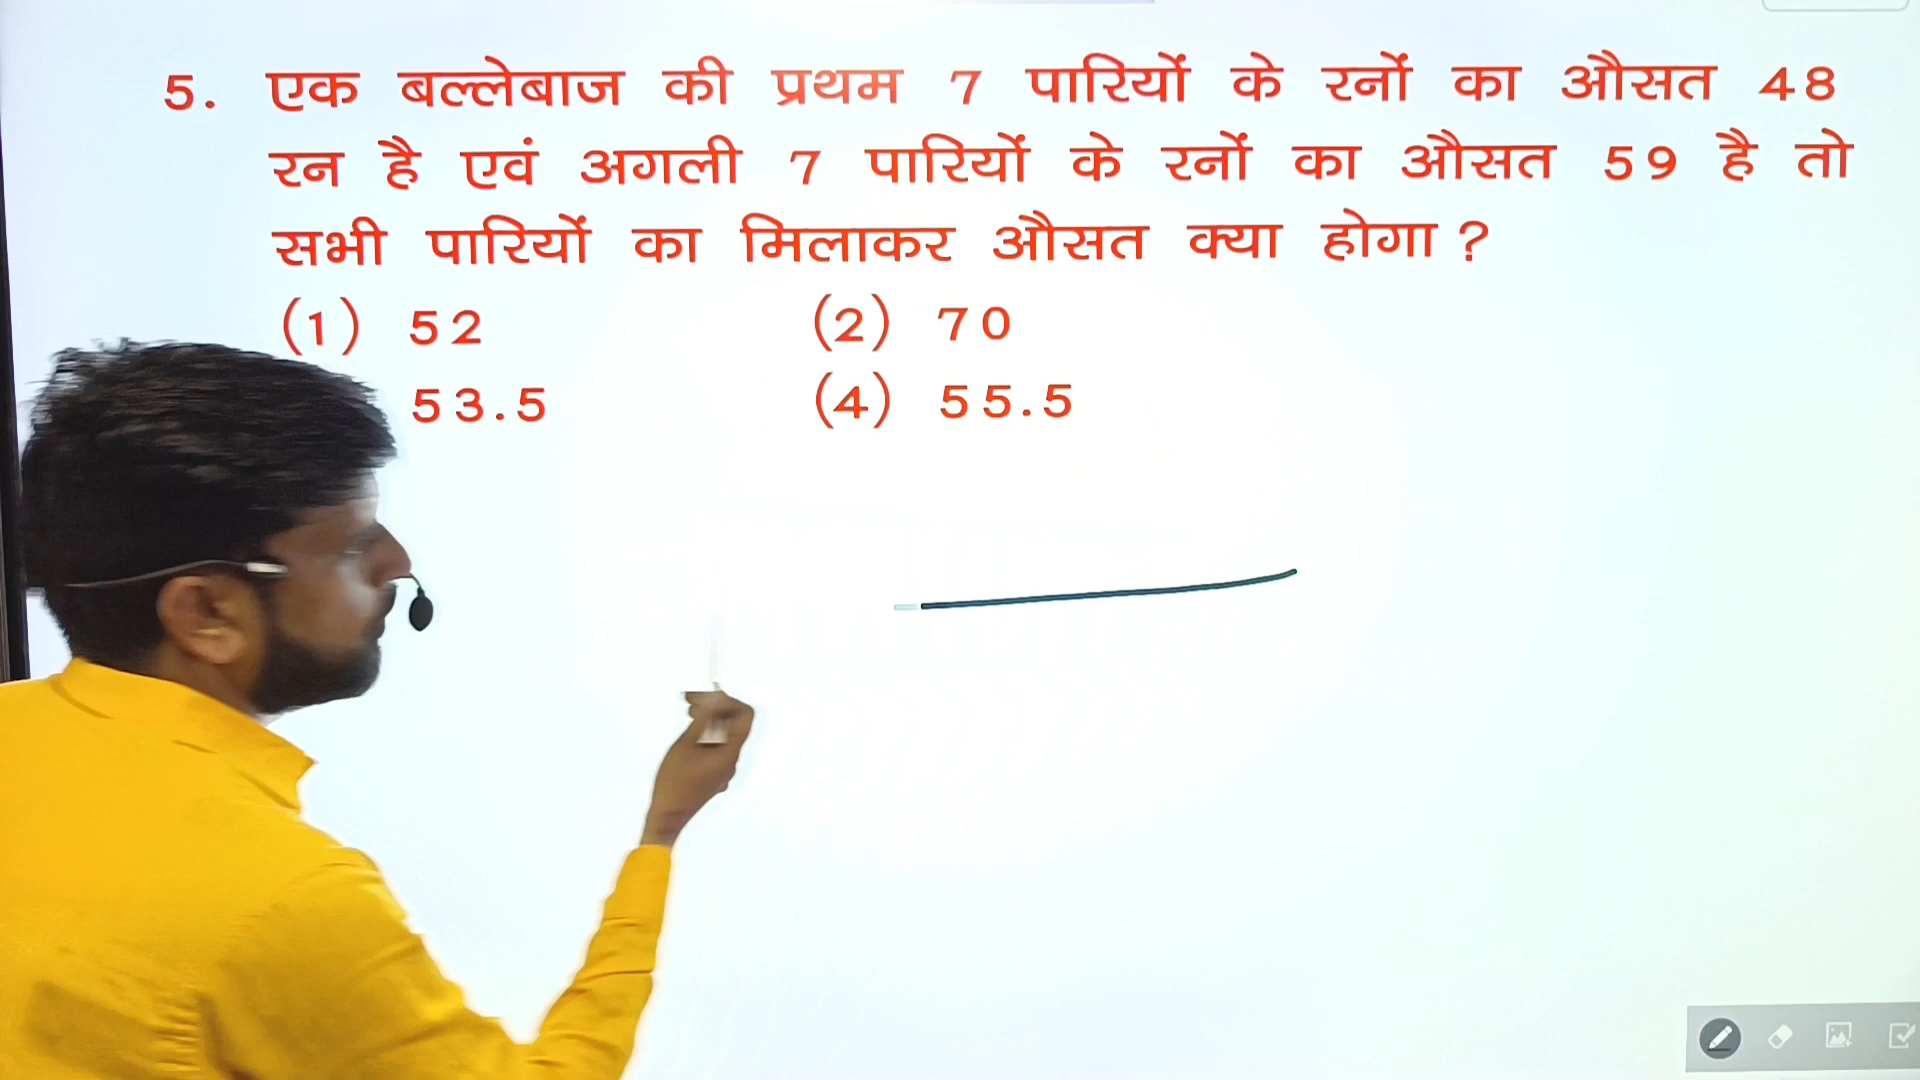 5. एक बल्लेबाज की प्रथम 7 पारियों के रनों का औसत 48
रन है एवं अगली 7 पारियों के रनों का औसत 59 है तो
सभी पारियों का मिलाकर औसत क्या होगा ?
(1) 52 (2) 70
53.5 (4) 55.5